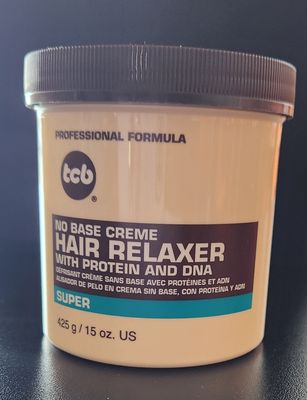 PROFESSIONAL FORMULA
tcb
®
NO BASE CREME
HAIR RELAXER
WITH PROTEIN AND DNA
DÉFRISANT CRÈME SANS BASE AVEC PROTÉINES ET ADN
ALISADOR DE PELO EN CREMA SIN BASE, CON PROTEÍNA Y ADN
SUPER
425 g / 15 oz. US